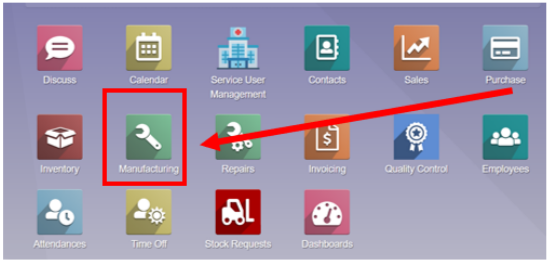 Discuss
Calendar
Service User
Management
Contacts
Sales
Purchase
Inventory
Manufacturing
Repairs
Invoicing
Quality Control
Employees
Attendances
Time Off
Stock Requests
Dashboards